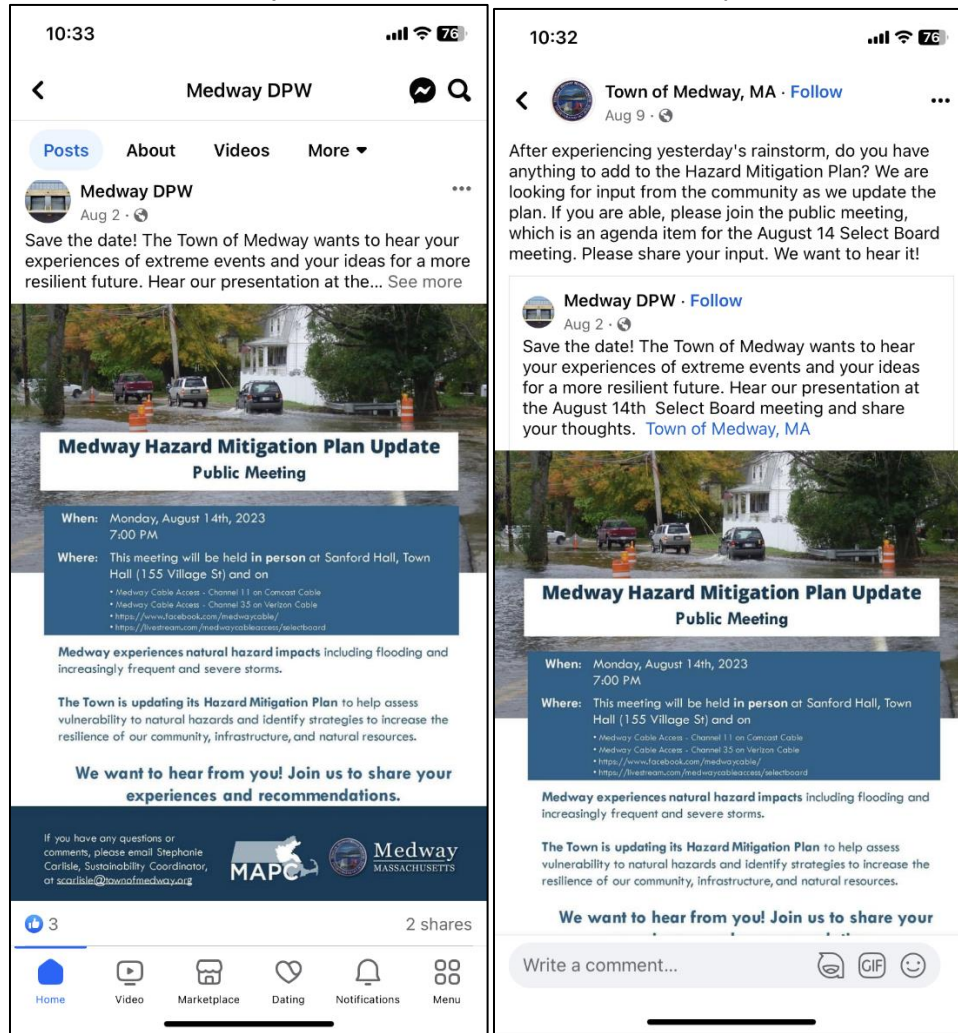 10:33
76
Medway DPW
Posts About Videos More
Medway DPW
Aug 2 ·
Save the date! The Town of Medway wants to hear your
experiences of extreme events and your ideas for a more
resilient future. Hear our presentation at the... See more
Medway Hazard Mitigation Plan Update
Public Meeting
When: Monday, August 14th, 2023
7:00 PM
Where: This meeting will be held in person at Sanford Hall, Town
Hall (155 Village St) and on
• Medway Cable Access - Channel 11 on Comcast Cable
• Medway Cable Access - Channel 35 on Verizon Cable
• https://www.facebook.com/medwaycable/
• https://livestream.com/medwaycableaccess/selectboard
Medway experiences natural hazard impacts including flooding and
increasingly frequent and severe storms.
The Town is updating its Hazard Mitigation Plan to help assess
vulnerability to natural hazards and identify strategies to increase the
resilience of our community, infrastructure, and natural resources.
We want to hear from you! Join us to share your
experiences and recommendations.
If you have any questions or
comments, please email Stephanie
Carlisle, Sustainability Coordinator,
at scarlisle@townofmedway.org
MAPC
Medway
MASSACHUSETTS
3
2 shares
Home Video Marketplace Dating Notifications Menu
10:32
76
Town of Medway, MA · Follow
Aug 9 ·
After experiencing yesterday's rainstorm, do you have
anything to add to the Hazard Mitigation Plan? We are
looking for input from the community as we update the
plan. If you are able, please join the public meeting,
which is an agenda item for the August 14 Select Board
meeting. Please share your input. We want to hear it!
Medway DPW · Follow
Aug 2 ·
Save the date! The Town of Medway wants to hear
your experiences of extreme events and your ideas
for a more resilient future. Hear our presentation at
the August 14th Select Board meeting and share
your thoughts. Town of Medway, MA
Medway Hazard Mitigation Plan Update
Public Meeting
When: Monday, August 14th, 2023
7:00 PM
Where: This meeting will be held in person at Sanford Hall, Town
Hall (155 Village St) and on
• Medway Cable Access - Channel 11 on Comcast Cable
• Medway Cable Access - Channel 35 on Verizon Cable
• https://www.facebook.com/medwaycable/
• https://livestream.com/medwaycableaccess/selectboard
Medway experiences natural hazard impacts including flooding and
increasingly frequent and severe storms.
The Town is updating its Hazard Mitigation Plan to help assess
vulnerability to natural hazards and identify strategies to increase the
resilience of our community, infrastructure, and natural resources.
We want to hear from you! Join us to share your
Write a comment...
GIF